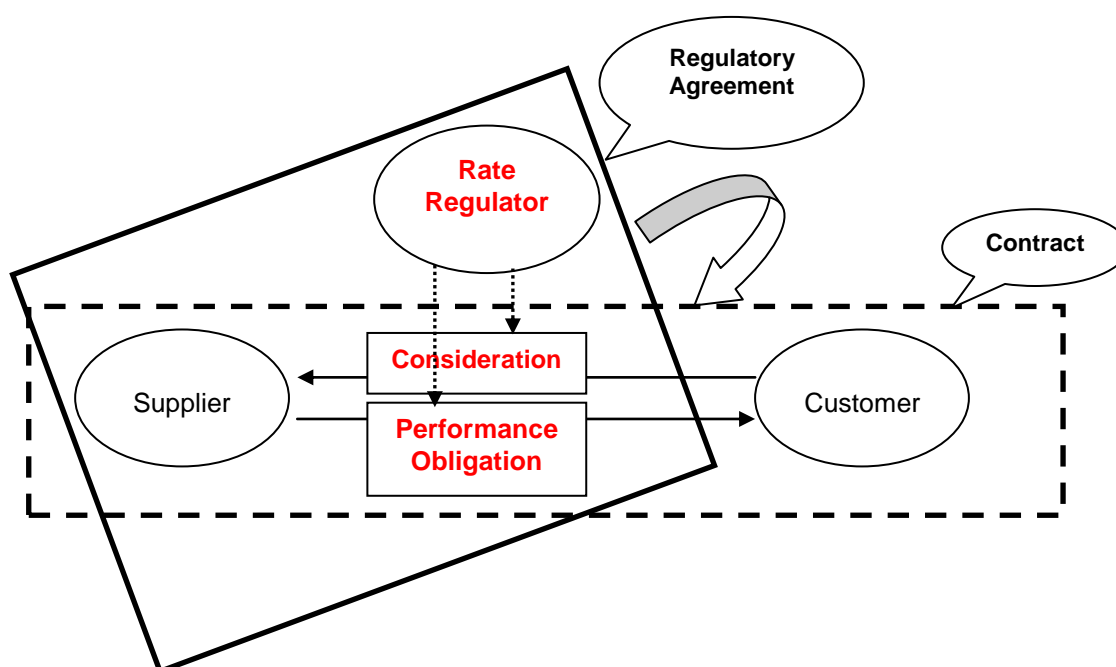 Regulatory
Agreement
Rate
Regulator
Contract
Consideration
Supplier
Customer
Performance
Obligation